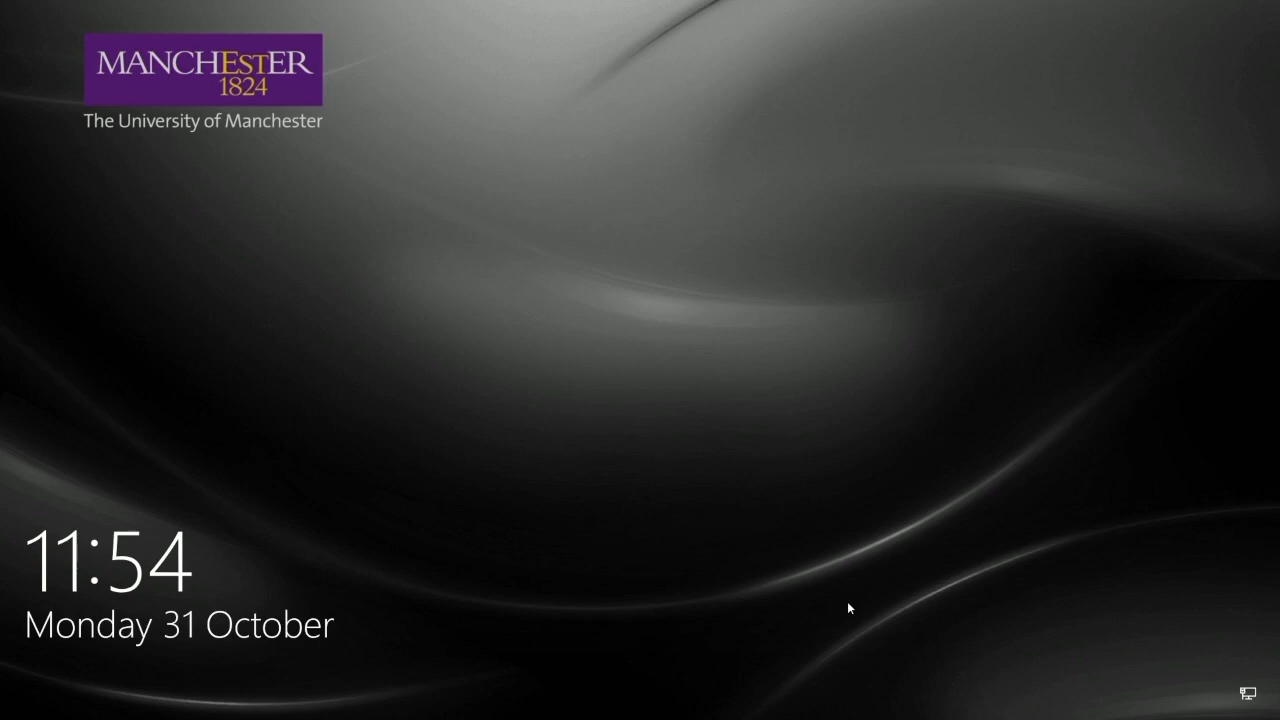 MANCHEstER
1824
The University of Manchester
11:54
Monday 31 October